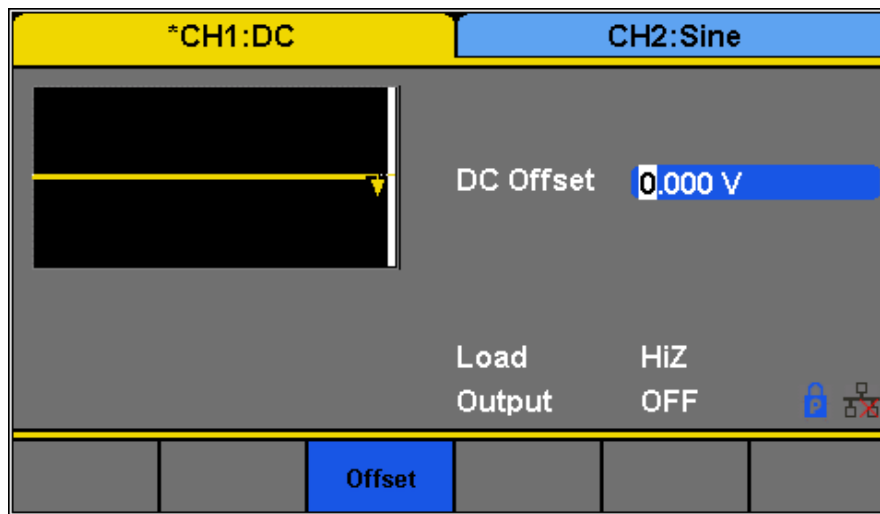 *CH1:DC CH2:Sine
DC Offset 0.000 V
Load HiZ
Output OFF P
Offset